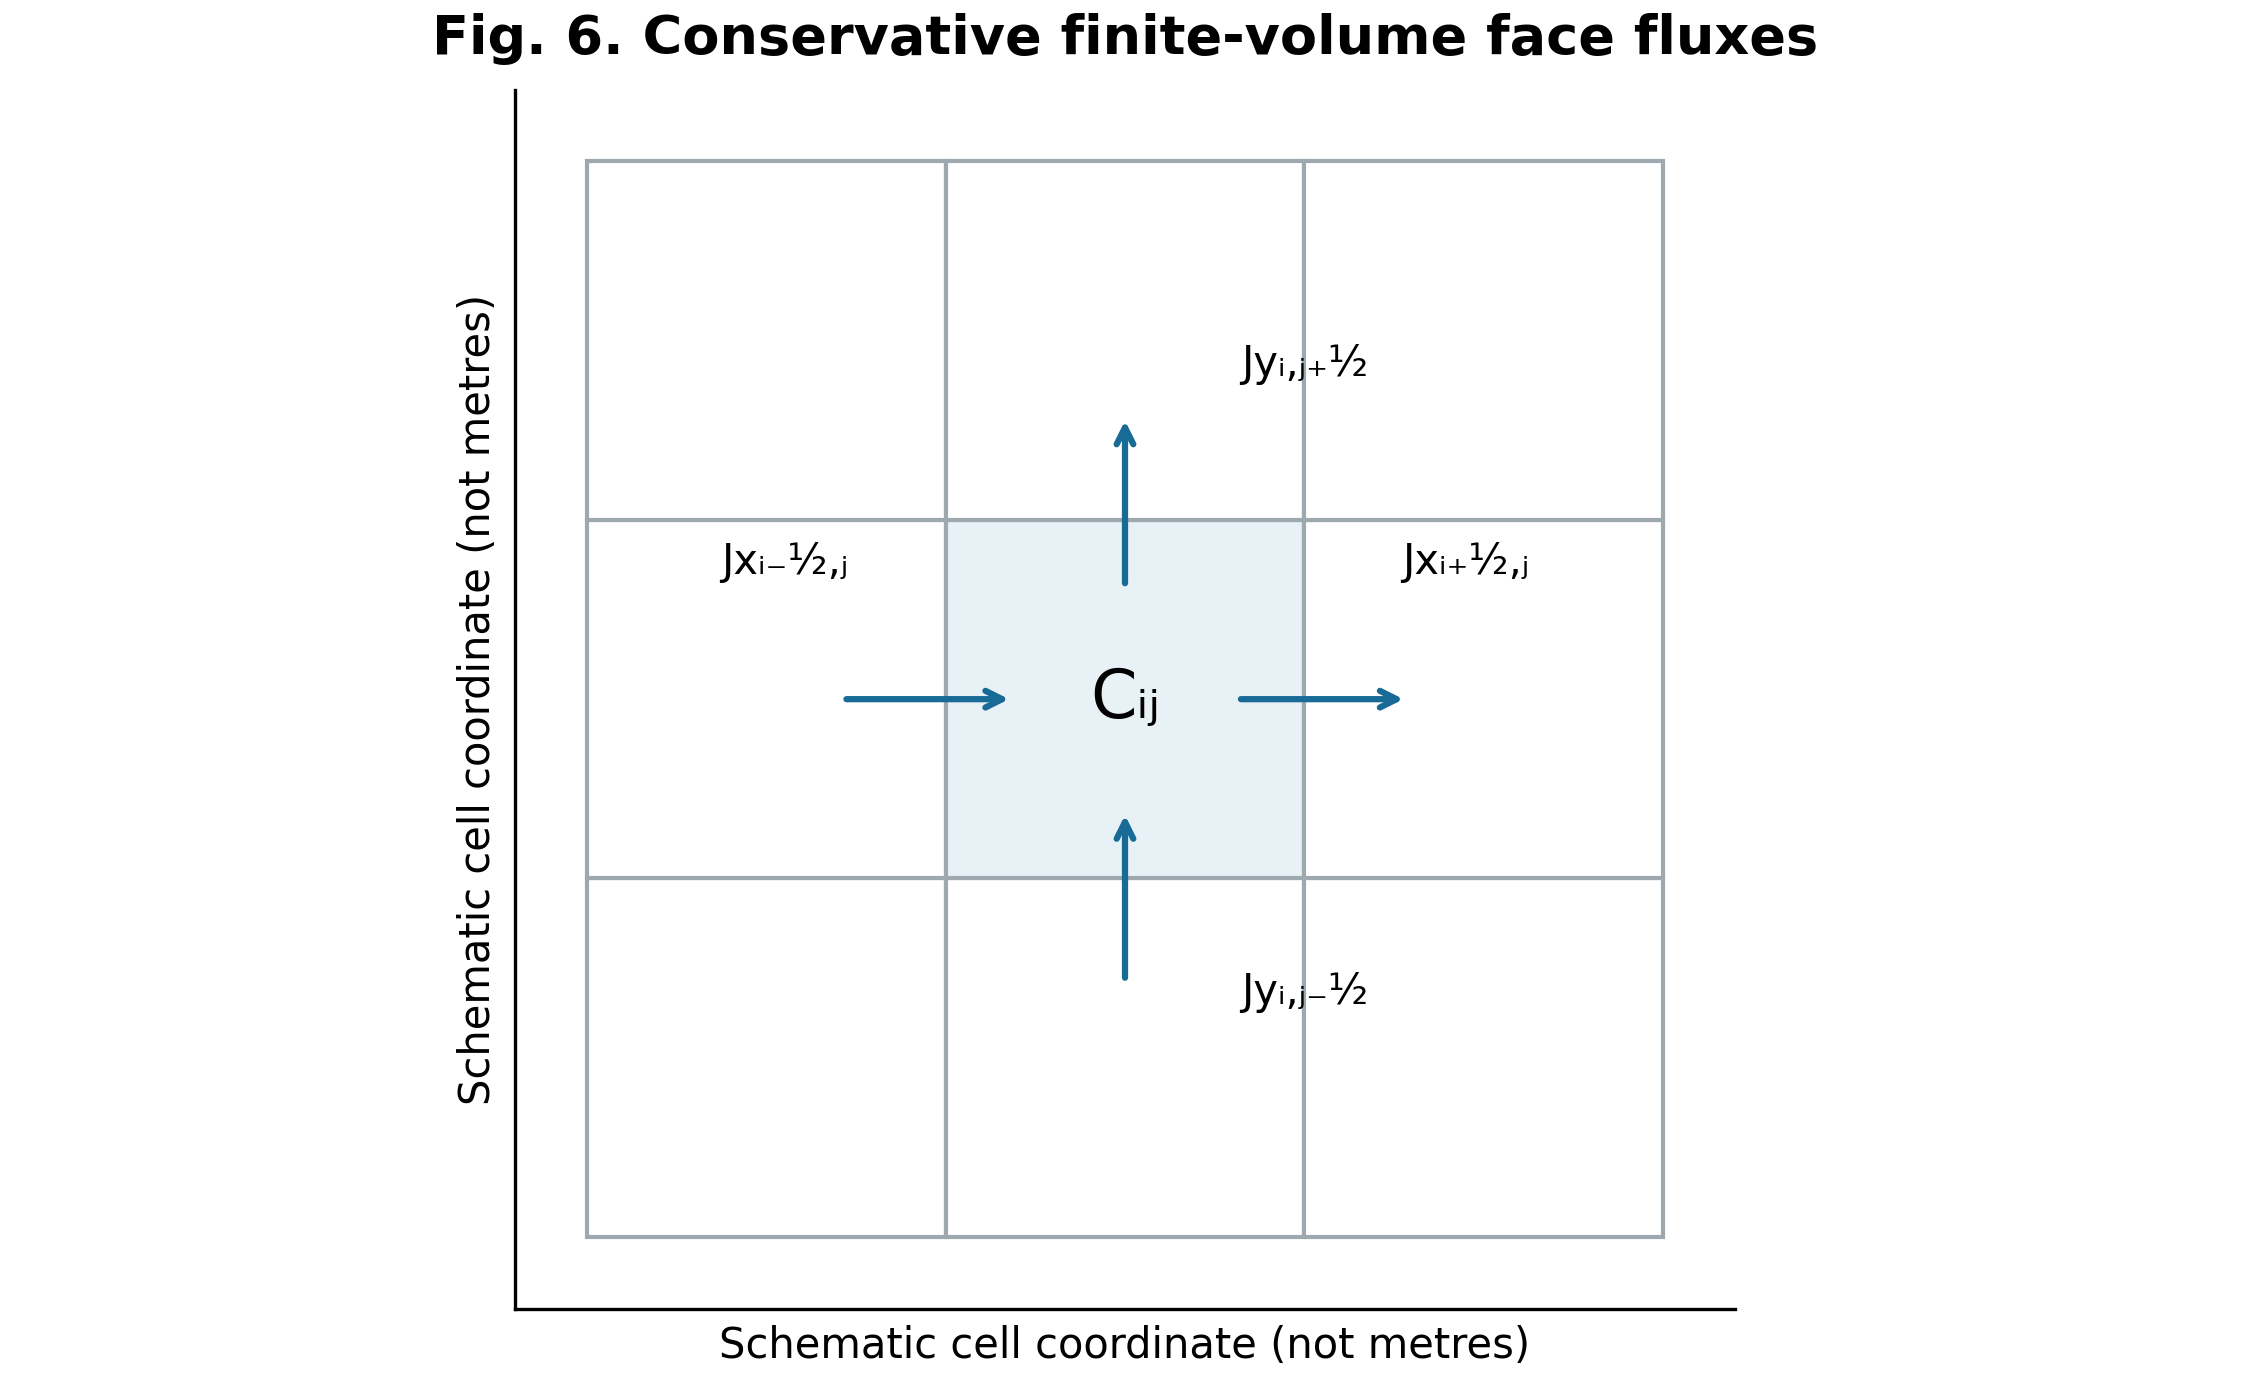 Fig. 6. Conservative finite-volume face fluxes
Schematic cell coordinate (not metres)
Jyᵢ,ⱼ₊½
Jxᵢ₋½,ⱼ
Jxᵢ₊½,ⱼ
Cᵢⱼ
Jyᵢ,ⱼ₋½
Schematic cell coordinate (not metres)